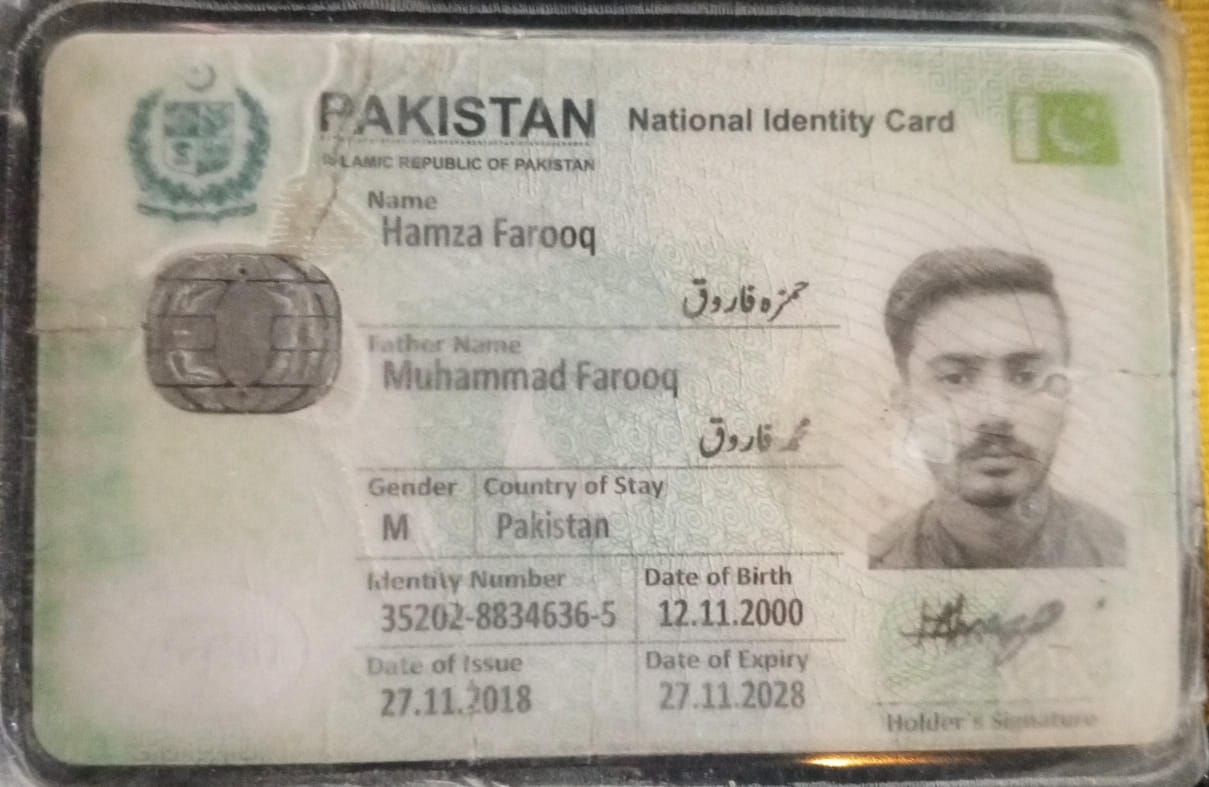 PAKISTAN National Identity Card
ISLAMIC REPUBLIC OF PAKISTAN
Name
Hamza Farooq
حمزہ فاروق
Father Name
Muhammad Farooq
محمد فاروق
Gender Country of Stay
M Pakistan
Identity Number Date of Birth
35202-8834636-5 12.11.2000
Date of Issue Date of Expiry
27.11.2018 27.11.2028
Holder's Signature